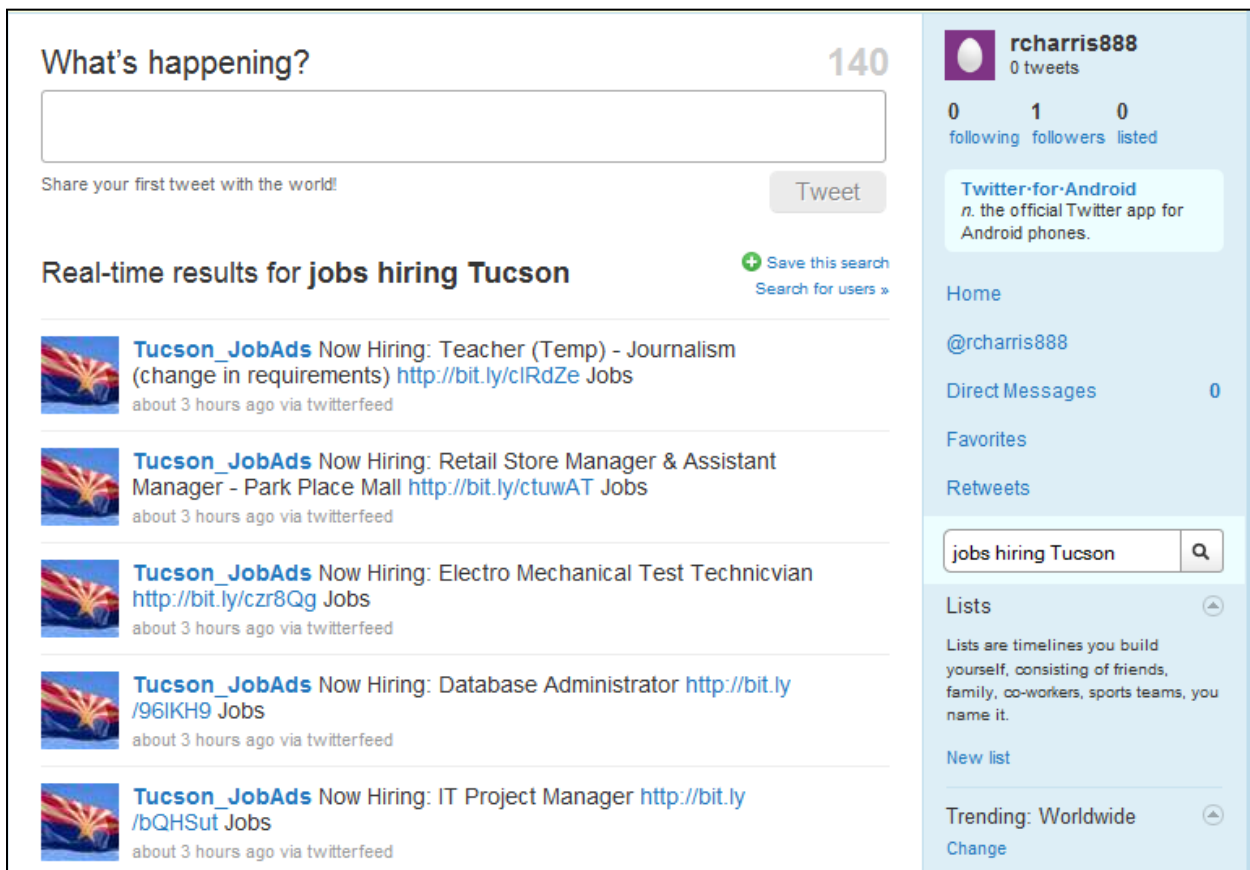 What's happening?
140
Share your first tweet with the world!
Tweet
Real-time results for jobs hiring Tucson
Save this search
Search for users »
Tucson_JobAds Now Hiring: Teacher (Temp) - Journalism
(change in requirements) http://bit.ly/clRdZe Jobs
about 3 hours ago via twitterfeed
Tucson_JobAds Now Hiring: Retail Store Manager & Assistant
Manager - Park Place Mall http://bit.ly/ctuwAT Jobs
about 3 hours ago via twitterfeed
Tucson_JobAds Now Hiring: Electro Mechanical Test Technicvian
http://bit.ly/czr8Qg Jobs
about 3 hours ago via twitterfeed
Tucson_JobAds Now Hiring: Database Administrator http://bit.ly
/96IKH9 Jobs
about 3 hours ago via twitterfeed
Tucson_JobAds Now Hiring: IT Project Manager http://bit.ly
/bQHSut Jobs
about 3 hours ago via twitterfeed
rcharris888
0 tweets
0 1 0
following followers listed
Twitter·for·Android
n. the official Twitter app for
Android phones.
Home
@rcharris888
Direct Messages 0
Favorites
Retweets
jobs hiring Tucson
Lists
Lists are timelines you build
yourself, consisting of friends,
family, co-workers, sports teams, you
name it.
New list
Trending: Worldwide
Change